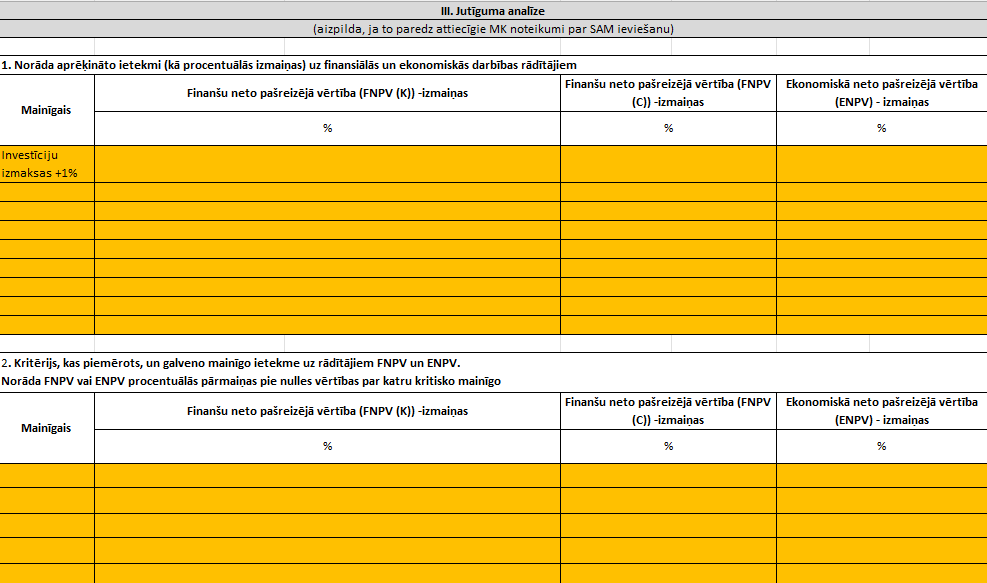 III. Jutīguma analīze
(aizpilda, ja to paredz attiecīgie MK noteikumi par SAM ieviešanu)
1. Norāda aprēķināto ietekmi (kā procentuālās izmaiņas) uz finansiālās un ekonomiskās darbības rādītājiem
Mainīgais
Finanšu neto pašreizējā vērtība (FNPV (K)) -izmaiņas
Finanšu neto pašreizējā vērtība (FNPV
(C)) -izmaiņas
Ekonomiskā neto pašreizējā vērtība
(ENPV) - izmaiņas
%
%
%
Investīciju
izmaksas +1%
2. Kritērijs, kas piemērots, un galveno mainīgo ietekme uz rādītājiem FNPV un ENPV.
Norāda FNPV vai ENPV procentuālās pārmaiņas pie nulles vērtības par katru kritisko mainīgo
Mainīgais
Finanšu neto pašreizējā vērtība (FNPV (K)) -izmaiņas
Finanšu neto pašreizējā vērtība (FNPV
(C)) -izmaiņas
Ekonomiskā neto pašreizējā vērtība
(ENPV) - izmaiņas
%
%
%